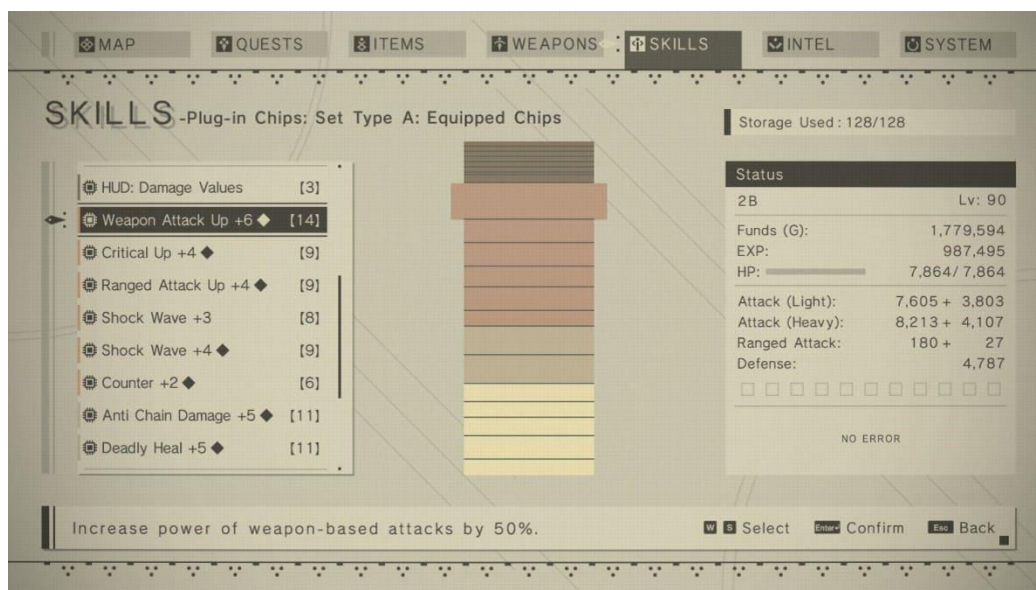 MAP
QUESTS
ITEMS
WEAPONS
SKILLS
INTEL
SYSTEM
SKILLS -Plug-in Chips: Set Type A: Equipped Chips
Storage Used : 128/128
HUD: Damage Values [3]
Weapon Attack Up +6 ◆ [14]
Critical Up +4 ◆ [9]
Ranged Attack Up +4 ◆ [9]
Shock Wave +3 [8]
Shock Wave +4 ◆ [9]
Counter +2 ◆ [6]
Anti Chain Damage +5 ◆ [11]
Deadly Heal +5 ◆ [11]
Status
2B Lv: 90
Funds (G): 1,779,594
EXP: 987,495
HP: 7,864/ 7,864
Attack (Light): 7,605 + 3,803
Attack (Heavy): 8,213 + 4,107
Ranged Attack: 180 + 27
Defense: 4,787
NO ERROR
Increase power of weapon-based attacks by 50%.
W S Select Enter Confirm Esc Back